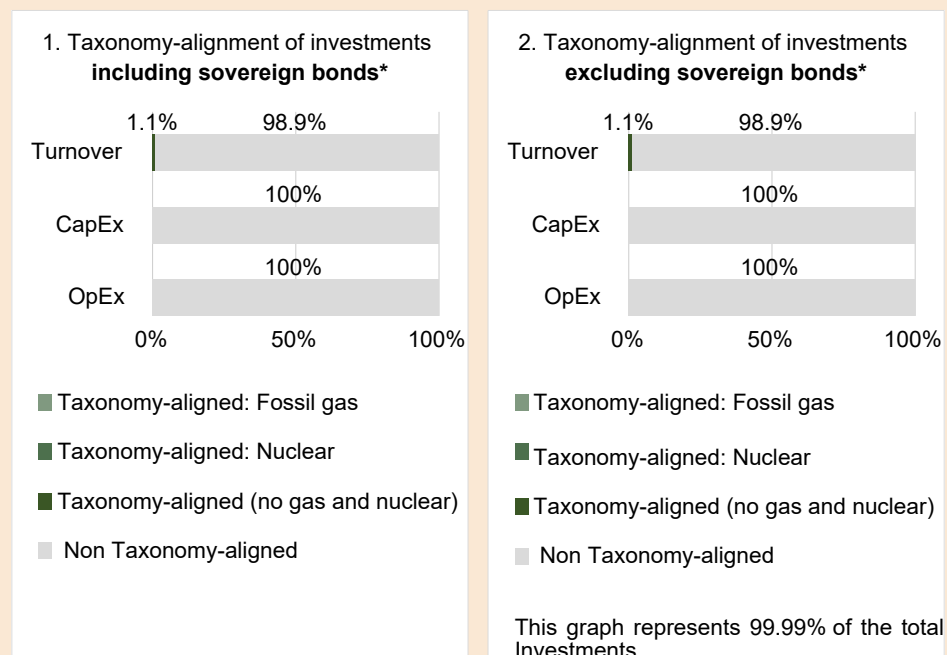 1. Taxonomy-alignment of investments
including sovereign bonds*
1.1% 98.9%
Turnover
100%
CapEx
100%
OpEx
0% 50% 100%
Taxonomy-aligned: Fossil gas
Taxonomy-aligned: Nuclear
Taxonomy-aligned (no gas and nuclear)
Non Taxonomy-aligned
2. Taxonomy-alignment of investments
excluding sovereign bonds*
1.1% 98.9%
Turnover
100%
CapEx
100%
OpEx
0% 50% 100%
Taxonomy-aligned: Fossil gas
Taxonomy-aligned: Nuclear
Taxonomy-aligned (no gas and nuclear)
Non Taxonomy-aligned
This graph represents 99.99% of the total
Investments